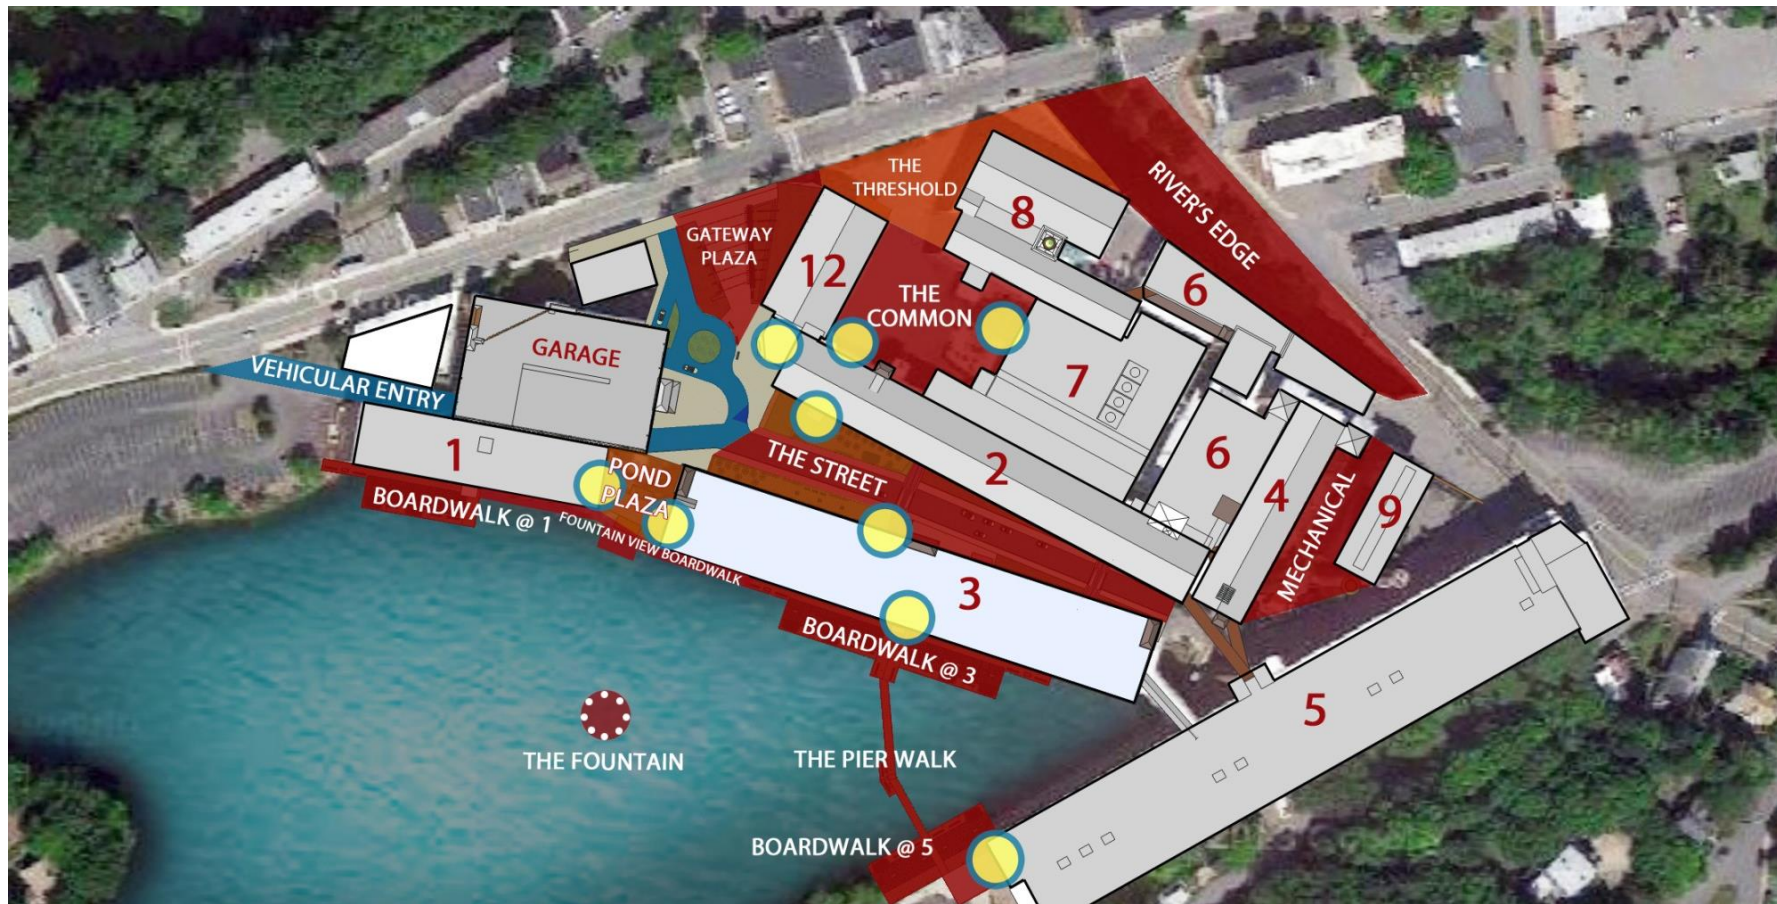 THE
THRESHOLD
RIVER'S EDGE
8
GATEWAY
PLAZA
12
THE
COMMON
6
GARAGE
VEHICULAR ENTRY
7
1
POND
PLAZA
THE STREET
2
6
4
MECHANICAL
9
BOARDWALK @ 1
FOUNTAIN VIEW BOARDWALK
3
BOARDWALK @ 3
5
THE FOUNTAIN
THE PIER WALK
BOARDWALK @ 5